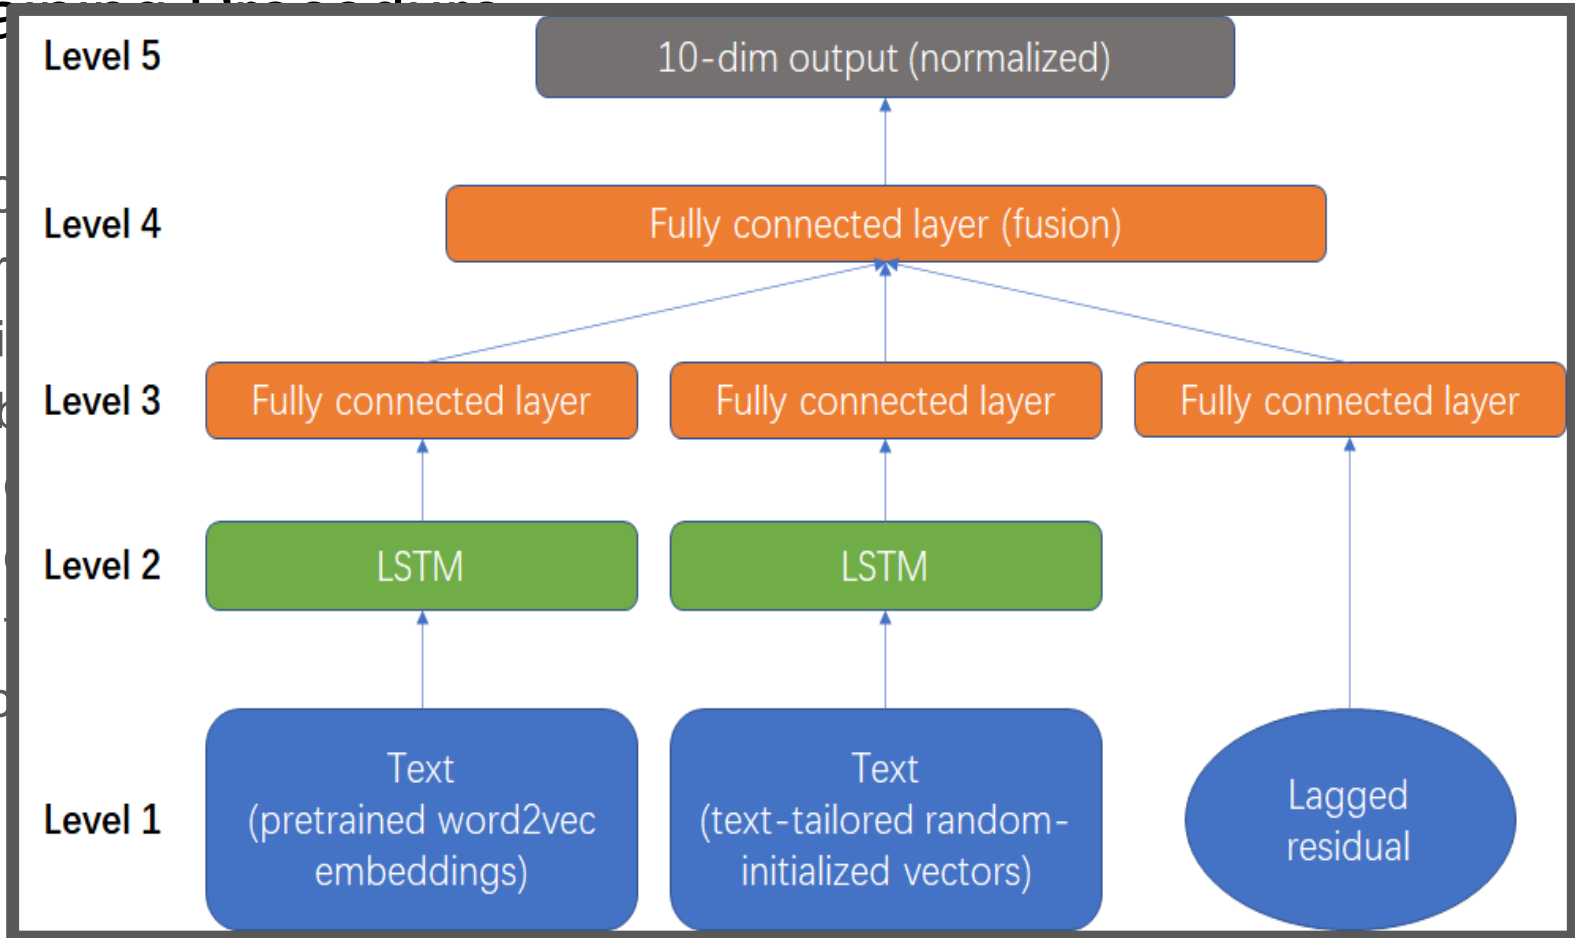 Level 5
10-dim output (normalized)
Level 4
Fully connected layer (fusion)
Level 3
Fully connected layer
Fully connected layer
Fully connected layer
Level 2
LSTM
LSTM
Level 1
Text
(pretrained word2vec
embeddings)
Text
(text-tailored random-
initialized vectors)
Lagged
residual